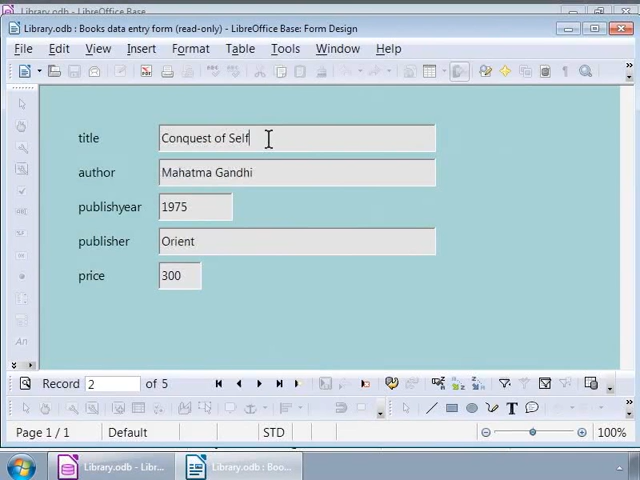 Library.odb - LibreOffice Base
Library.odb : Books data entry form (read-only) - LibreOffice Base: Form Design
File Edit View Insert Format Table Tools Window Help
title Conquest of Self
author Mahatma Gandhi
publishyear 1975
publisher Orient
price 300
Record 2 of 5
Page 1 / 1 Default STD 100%
Library.odb - Libr... Library.odb : Boo...